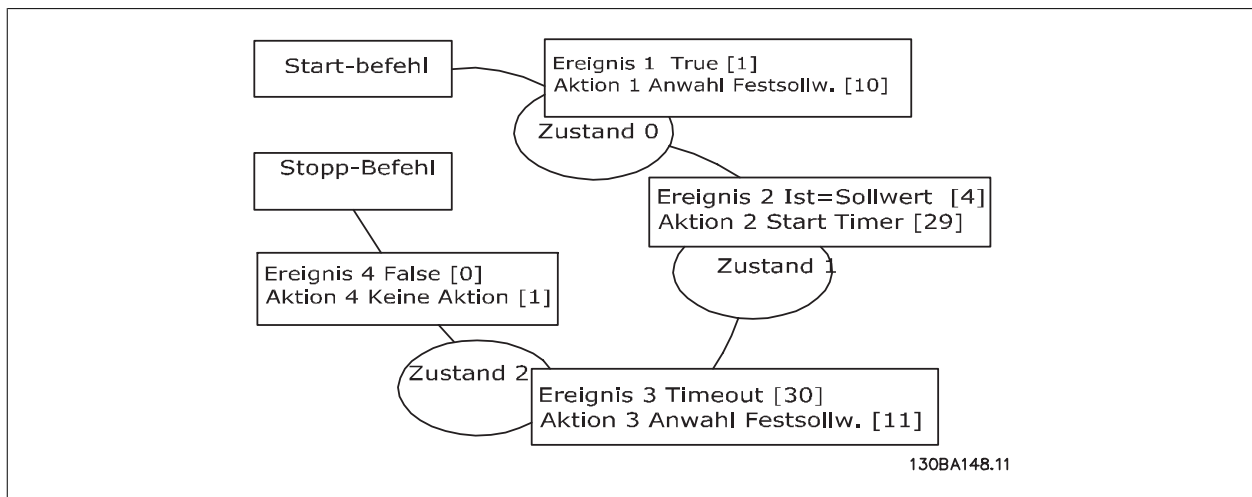 Start-befehl
Ereignis 1 True [1]
Aktion 1 Anwahl Festsollw. [10]
Zustand 0
Stopp-Befehl
Ereignis 2 Ist=Sollwert [4]
Aktion 2 Start Timer [29]
Zustand 1
Ereignis 4 False [0]
Aktion 4 Keine Aktion [1]
Zustand 2
Ereignis 3 Timeout [30]
Aktion 3 Anwahl Festsollw. [11]
130BA148.11